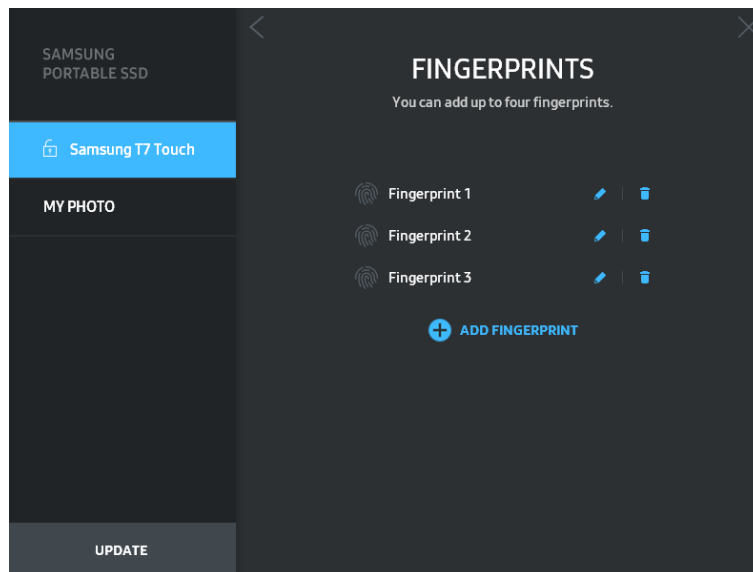 SAMSUNG
PORTABLE SSD
Samsung T7 Touch
MY PHOTO
UPDATE
FINGERPRINTS
You can add up to four fingerprints.
Fingerprint 1
Fingerprint 2
Fingerprint 3
ADD FINGERPRINT